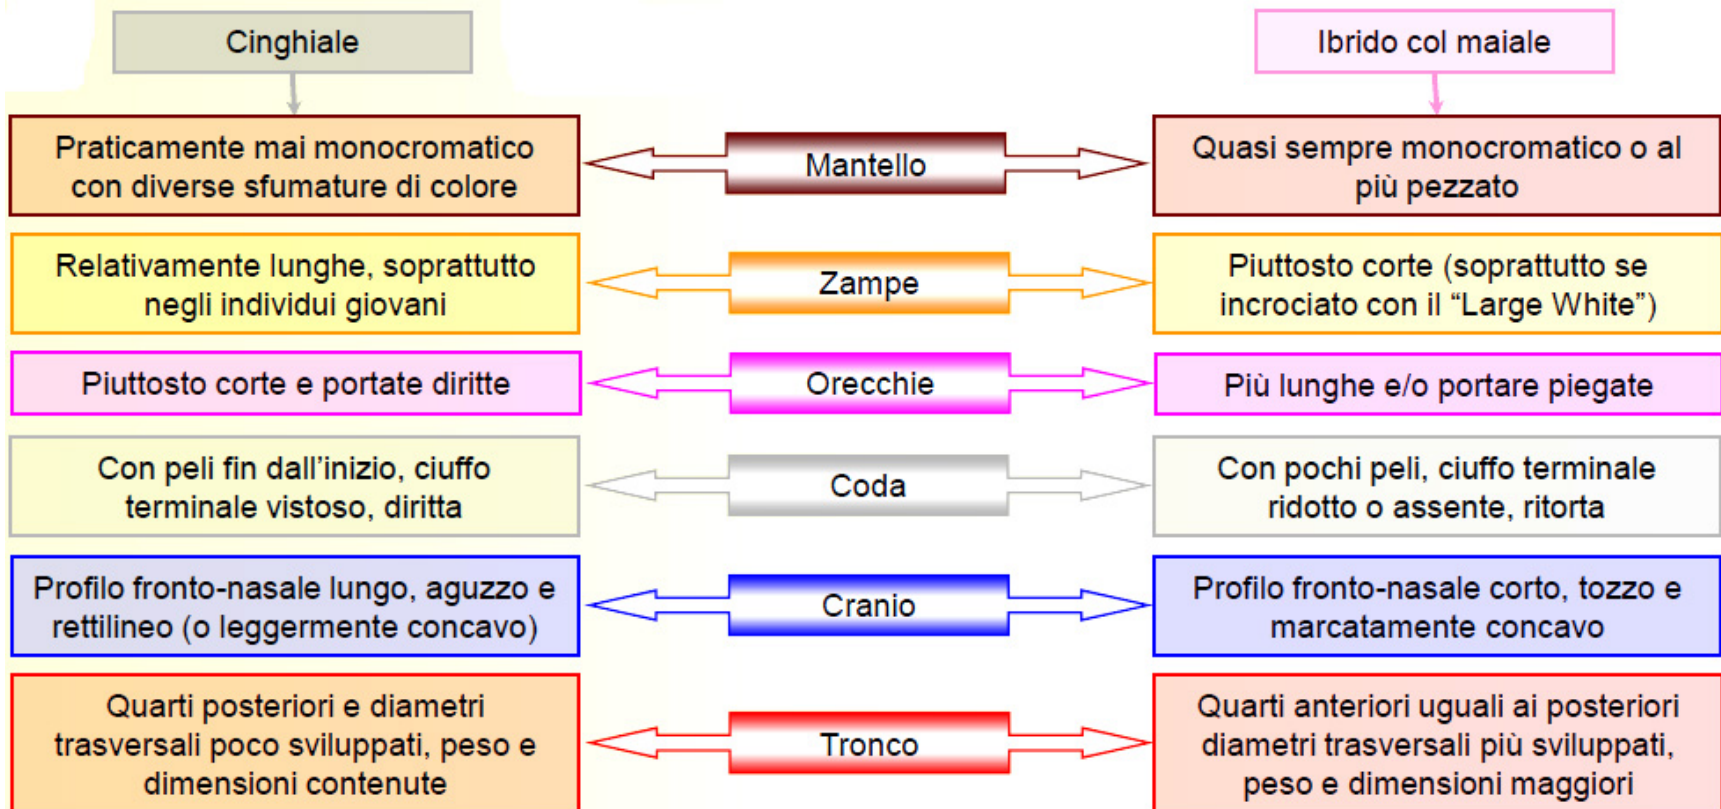 Cinghiale
Ibrido col maiale
Praticamente mai monocromatico
con diverse sfumature di colore
Mantello
Quasi sempre monocromatico o al
più pezzato
Relativamente lunghe, soprattutto
negli individui giovani
Zampe
Piuttosto corte (soprattutto se
incrociato con il “Large White”)
Piuttosto corte e portate diritte
Orecchie
Più lunghe e/o portare piegate
Con peli fin dall’inizio, ciuffo
terminale vistoso, diritta
Coda
Con pochi peli, ciuffo terminale
ridotto o assente, ritorta
Profilo fronto-nasale lungo, aguzzo e
rettilineo (o leggermente concavo)
Cranio
Profilo fronto-nasale corto, tozzo e
marcatamente concavo
Quarti posteriori e diametri
trasversali poco sviluppati, peso e
dimensioni contenute
Tronco
Quarti anteriori uguali ai posteriori
diametri trasversali più sviluppati,
peso e dimensioni maggiori